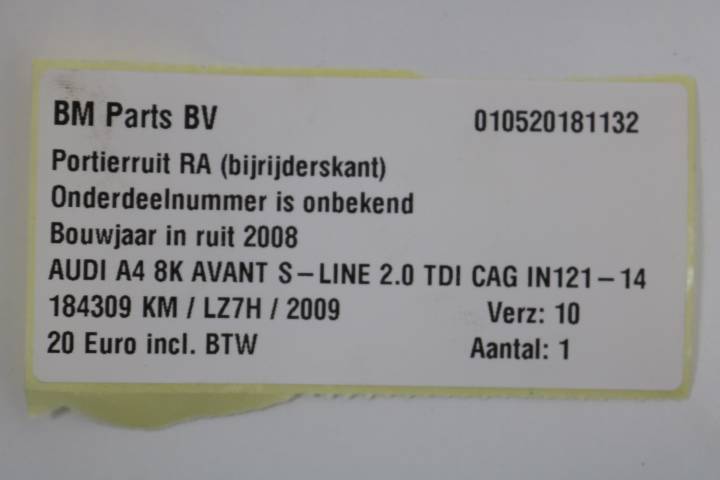 BM Parts BV 010520181132
Portierruit RA (bijrijderskant)
Onderdeelnummer is onbekend
Bouwjaar in ruit 2008
AUDI A4 8K AVANT S-LINE 2.0 TDI CAG IN121-14
184309 KM / LZ7H / 2009 Verz: 10
20 Euro incl. BTW Aantal: 1